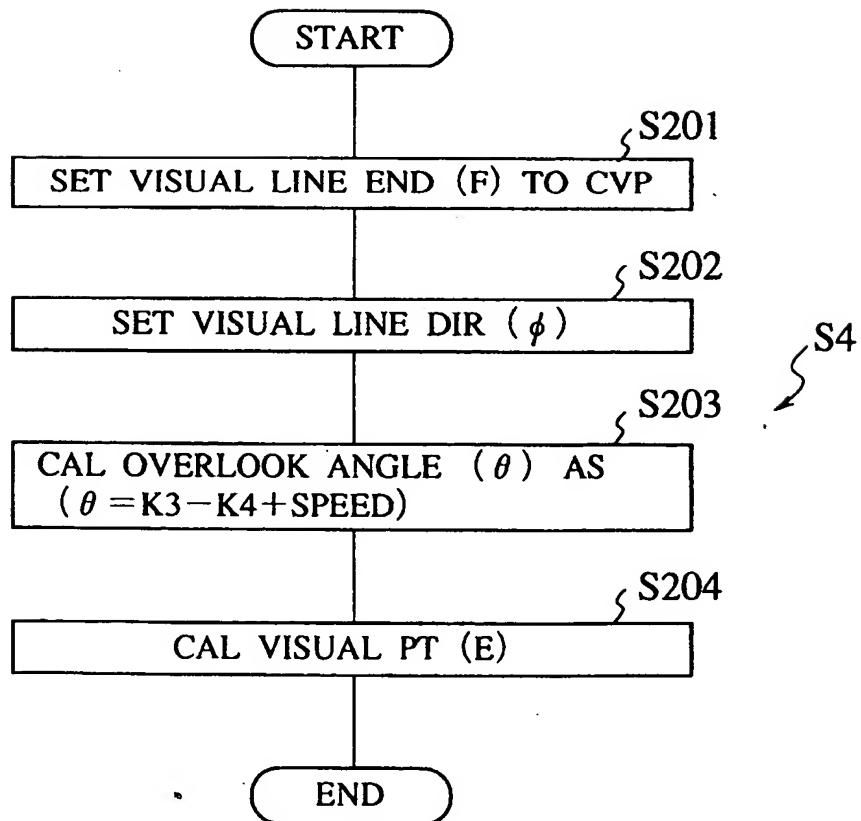 START
S201
SET VISUAL LINE END (F) TO CVP
S202
SET VISUAL LINE DIR (φ)
S4
S203
CAL OVERLOOK ANGLE (θ) AS
(θ=K3-K4+SPEED)
S204
CAL VISUAL PT (E)
END